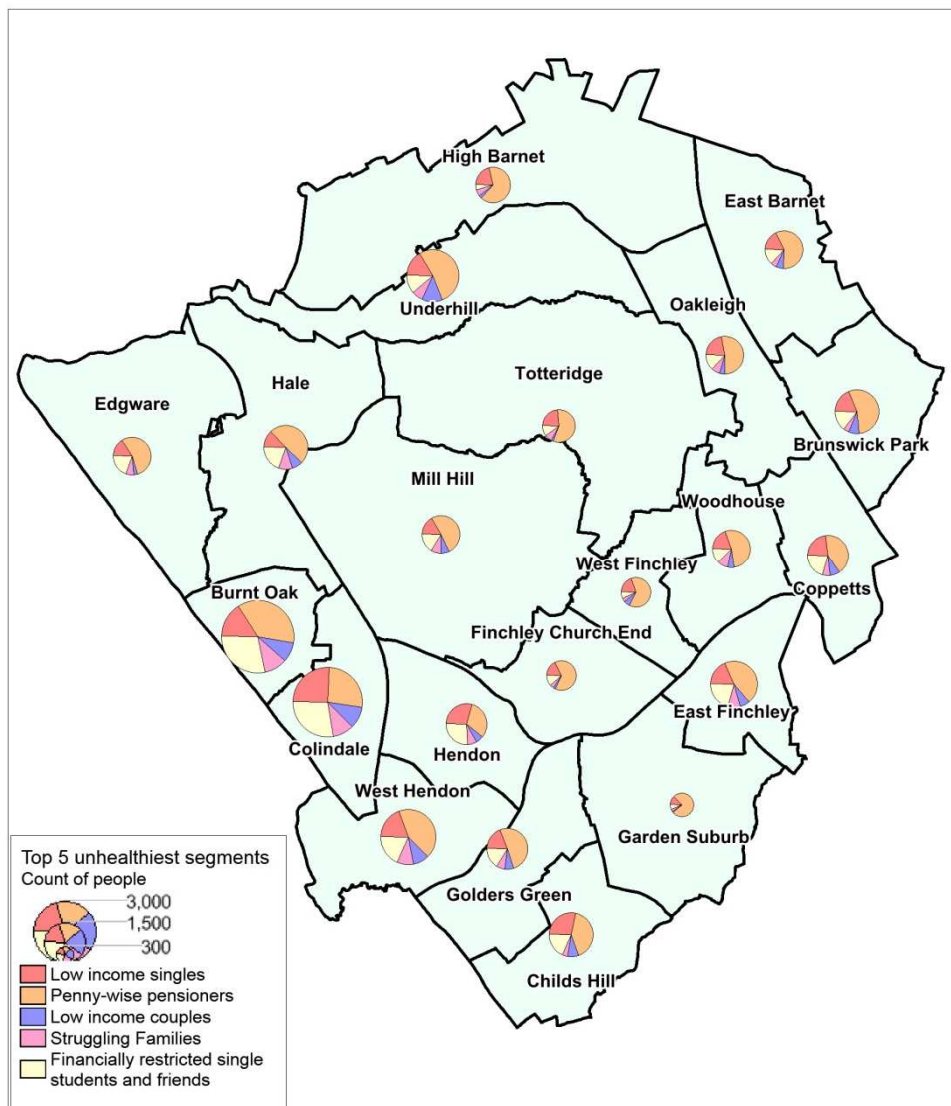 High Barnet
East Barnet
Underhill
Oakleigh
Totteridge
Hale
Edgware
Brunswick Park
Mill Hill
Woodhouse
West Finchley
Coppetts
Burnt Oak
Finchley Church End
East Finchley
Colindale
Hendon
West Hendon
Garden Suburb
Golders Green
Childs Hill
Top 5 unhealthiest segments
Count of people
3,000
1,500
300
Low income singles
Penny-wise pensioners
Low income couples
Struggling Families
Financially restricted single
students and friends